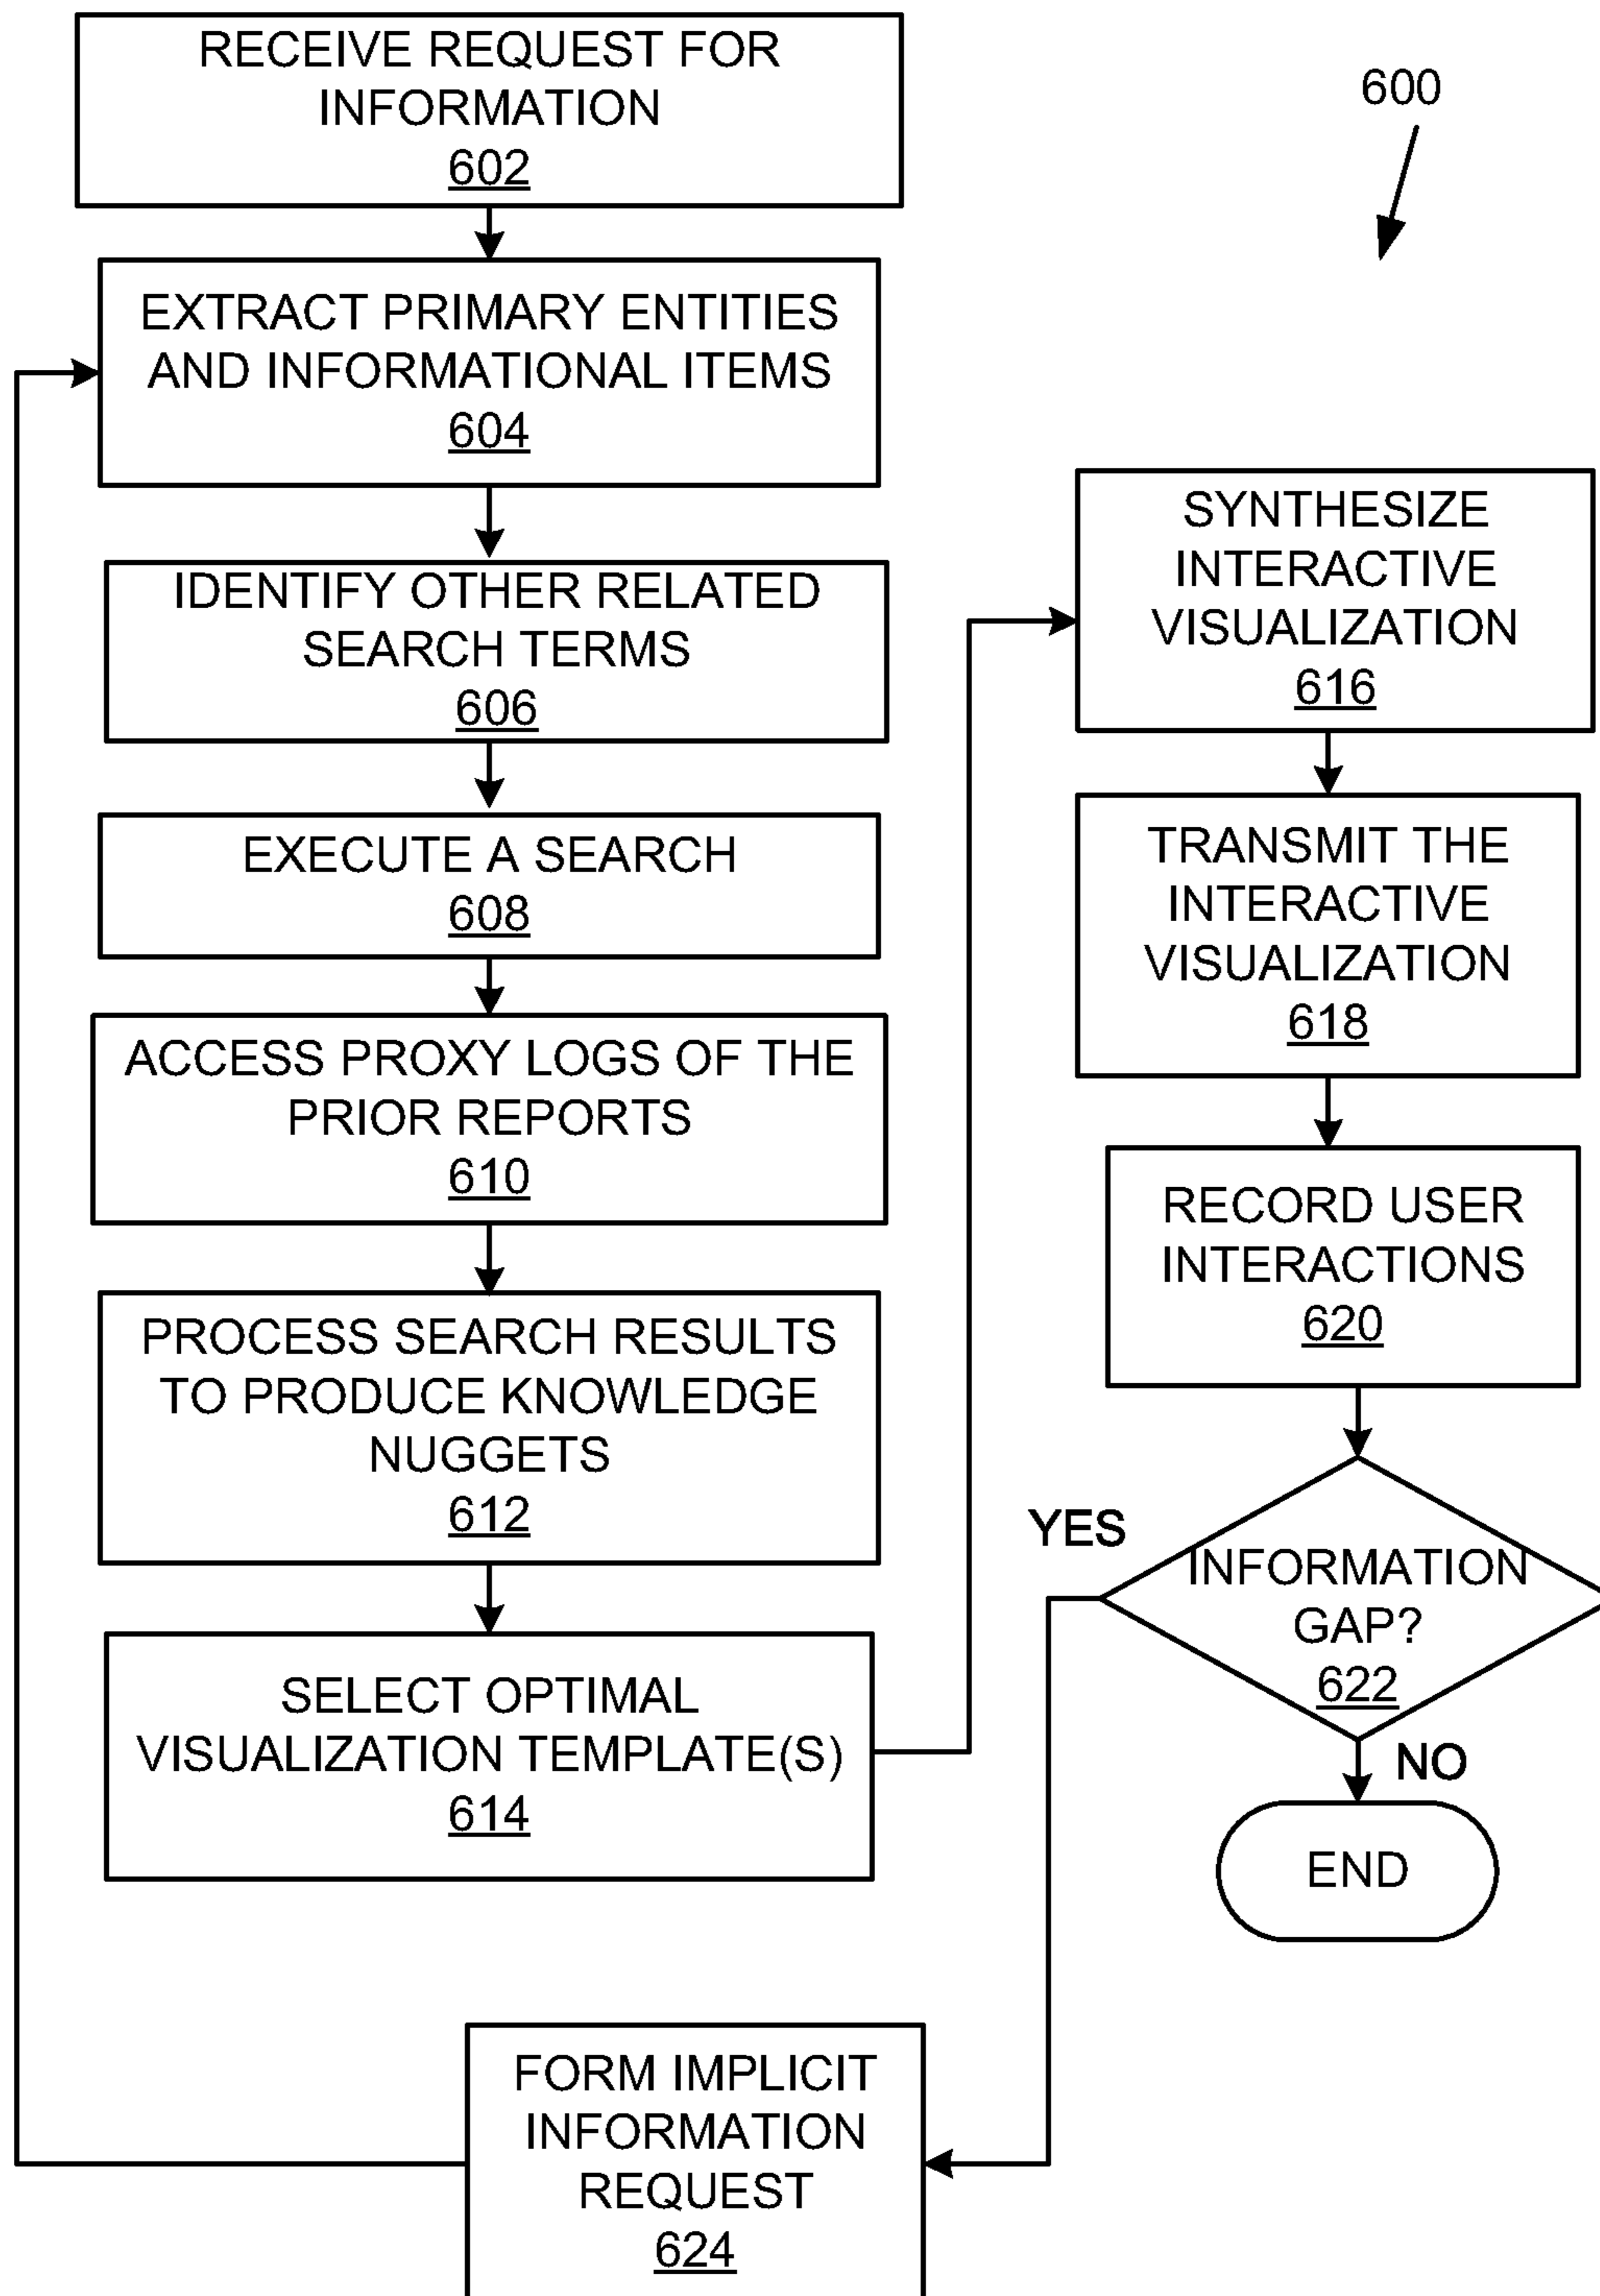 RECEIVE REQUEST FOR
INFORMATION
602
600
EXTRACT PRIMARY ENTITIES
AND INFORMATIONAL ITEMS
604
IDENTIFY OTHER RELATED
SEARCH TERMS
606
EXECUTE A SEARCH
608
ACCESS PROXY LOGS OF THE
PRIOR REPORTS
610
PROCESS SEARCH RESULTS
TO PRODUCE KNOWLEDGE
NUGGETS
612
SELECT OPTIMAL
VISUALIZATION TEMPLATE(S)
614
SYNTHESIZE
INTERACTIVE
VISUALIZATION
616
TRANSMIT THE
INTERACTIVE
VISUALIZATION
618
RECORD USER
INTERACTIONS
620
YES
INFORMATION
GAP?
622
NO
END
FORM IMPLICIT
INFORMATION
REQUEST
624